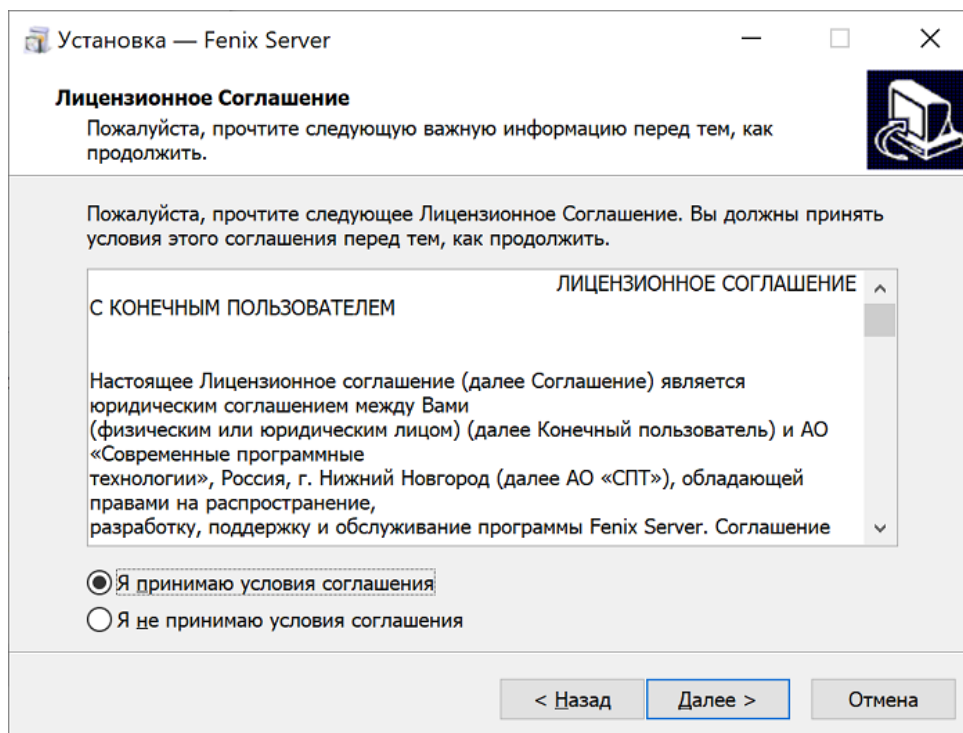 Установка — Fenix Server
Лицензионное Соглашение
Пожалуйста, прочтите следующую важную информацию перед тем, как
продолжить.
Пожалуйста, прочтите следующее Лицензионное Соглашение. Вы должны принять
условия этого соглашения перед тем, как продолжить.
ЛИЦЕНЗИОННОЕ СОГЛАШЕНИЕ
С КОНЕЧНЫМ ПОЛЬЗОВАТЕЛЕМ
Настоящее Лицензионное соглашение (далее Соглашение) является
юридическим соглашением между Вами
(физическим или юридическим лицом) (далее Конечный пользователь) и АО
«Современные программные
технологии», Россия, г. Нижний Новгород (далее АО «СПТ»), обладающей
правами на распространение,
разработку, поддержку и обслуживание программы Fenix Server. Соглашение
Я принимаю условия соглашения
Я не принимаю условия соглашения
< Назад
Далее >
Отмена